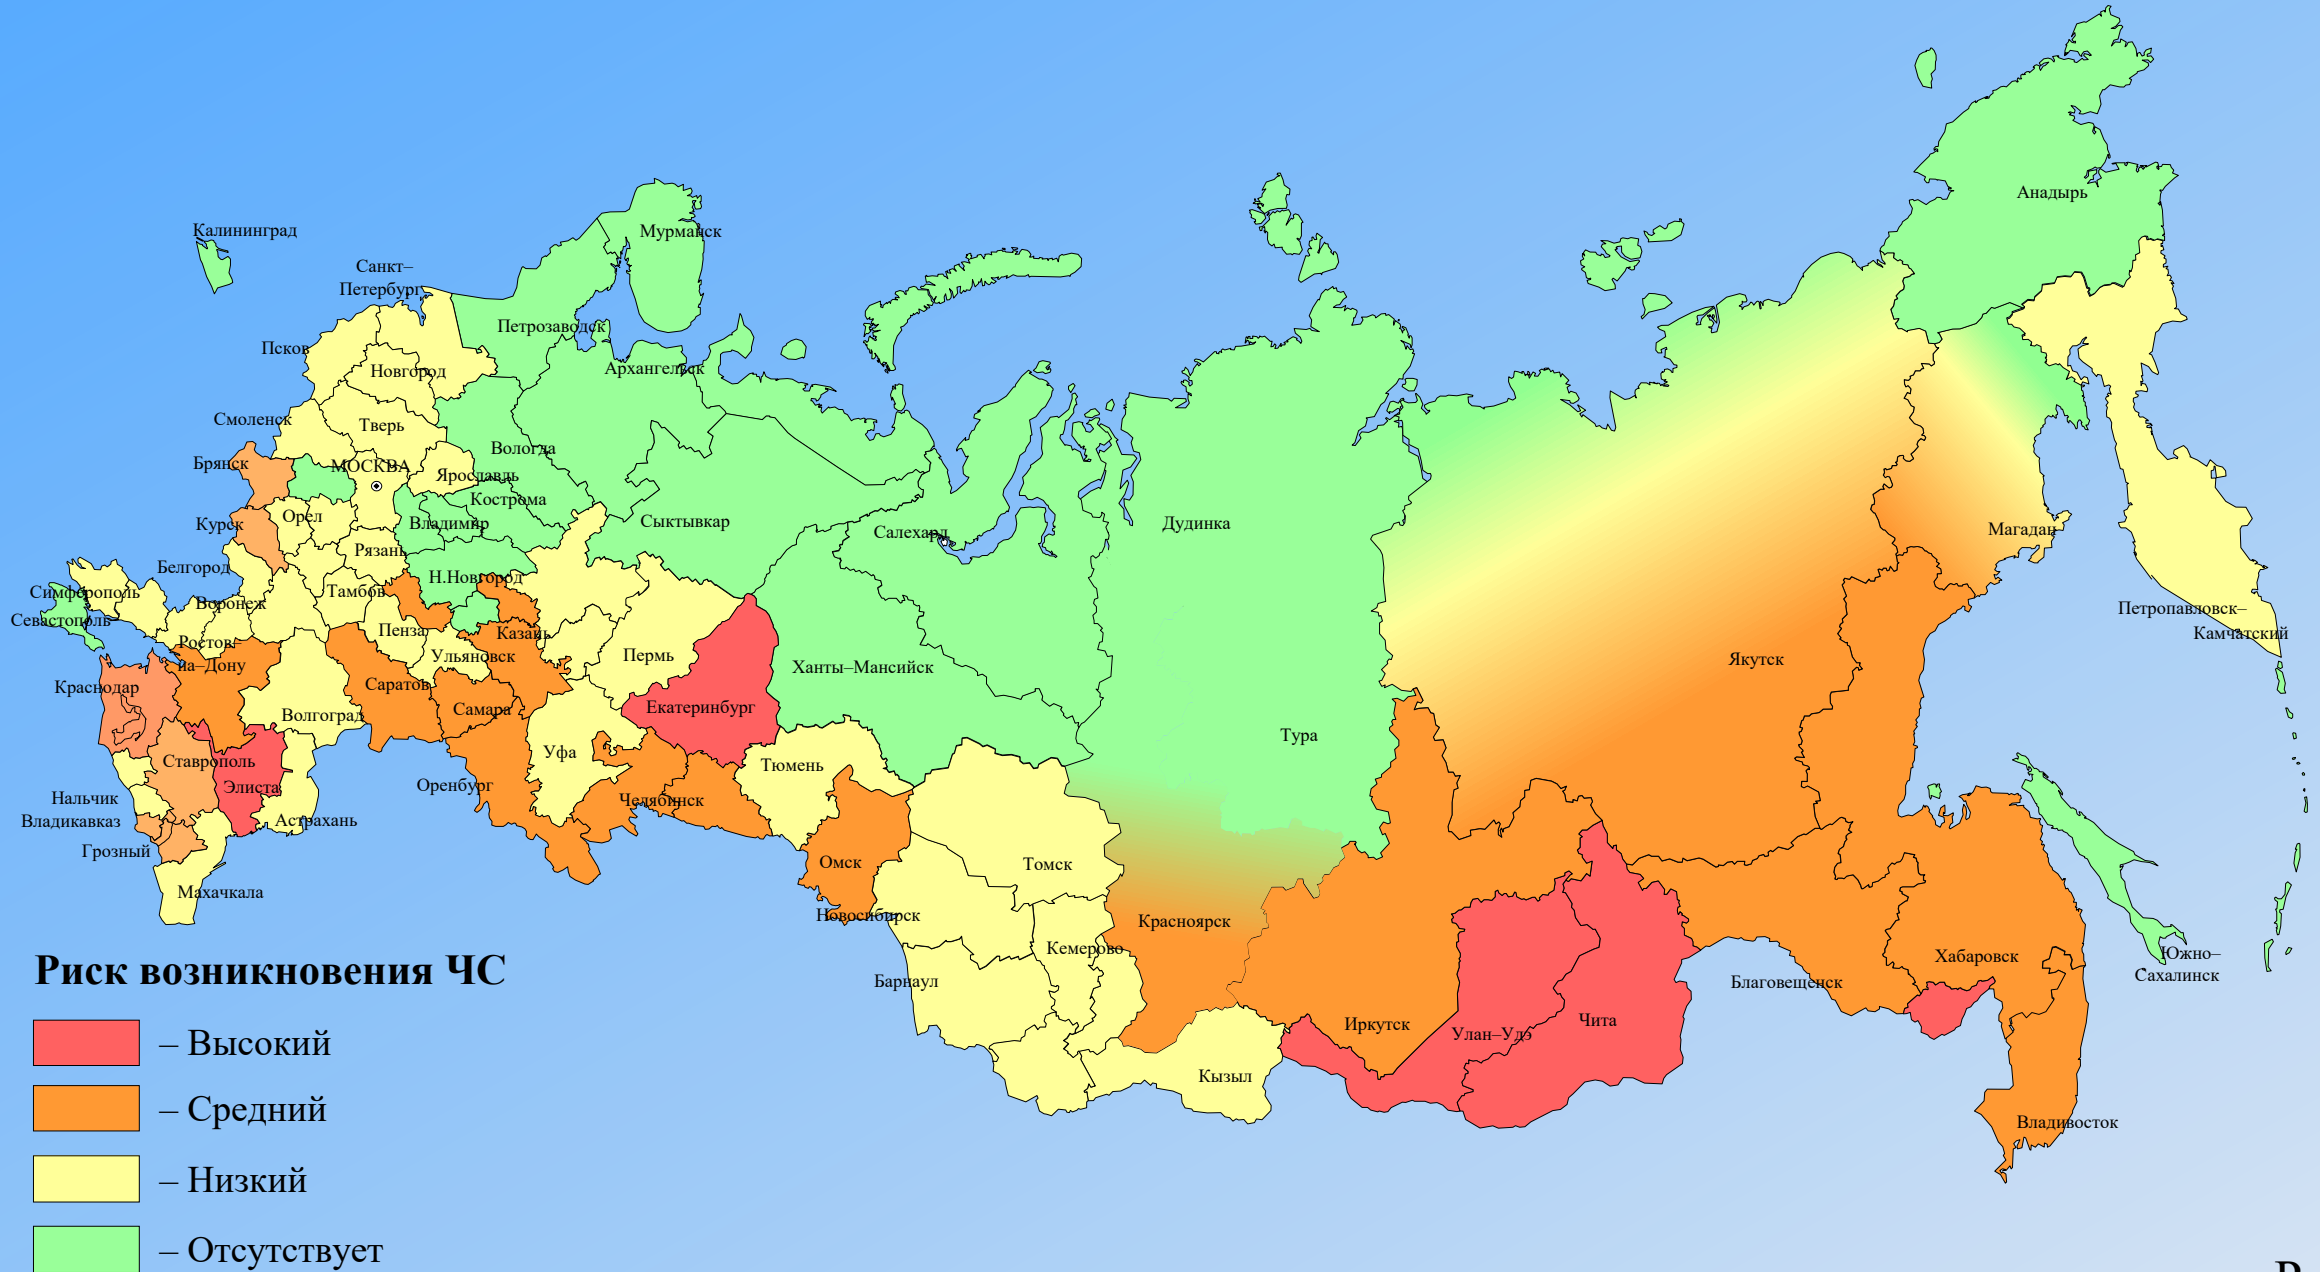 Анадырь
Калининград
Мурманск
Санкт–
Петербург
Петрозаводск
Псков
Новгород
Архангельск
Смоленск
Тверь
Вологда
Брянск
МОСКВА
Ярославль
Кострома
Курск
Орел
Владимир
Сыктывкар
Салехард
Дудинка
Магадан
Рязань
Белгород
Н.Новгород
Симферополь
Воронеж
Тамбов
Севастополь
Пенза
Казань
Петропавловск–
Камчатский
Ростов–
на–Дону
Ульяновск
Пермь
Ханты–Мансийск
Якутск
Краснодар
Саратов
Самара
Екатеринбург
Волгоград
Тура
Уфа
Ставрополь
Тюмень
Элиста
Оренбург
Нальчик
Челябинск
Владикавказ
Астрахань
Грозный
Омск
Томск
Махачкала
Новосибирск
Красноярск
Кемерово
Хабаровск
Южно–
Сахалинск
Барнаул
Благовещенск
Иркутск
Улан–Удэ
Чита
Кызыл
Владивосток
Риск возникновения ЧС
– Высокий
– Средний
– Низкий
– Отсутствует